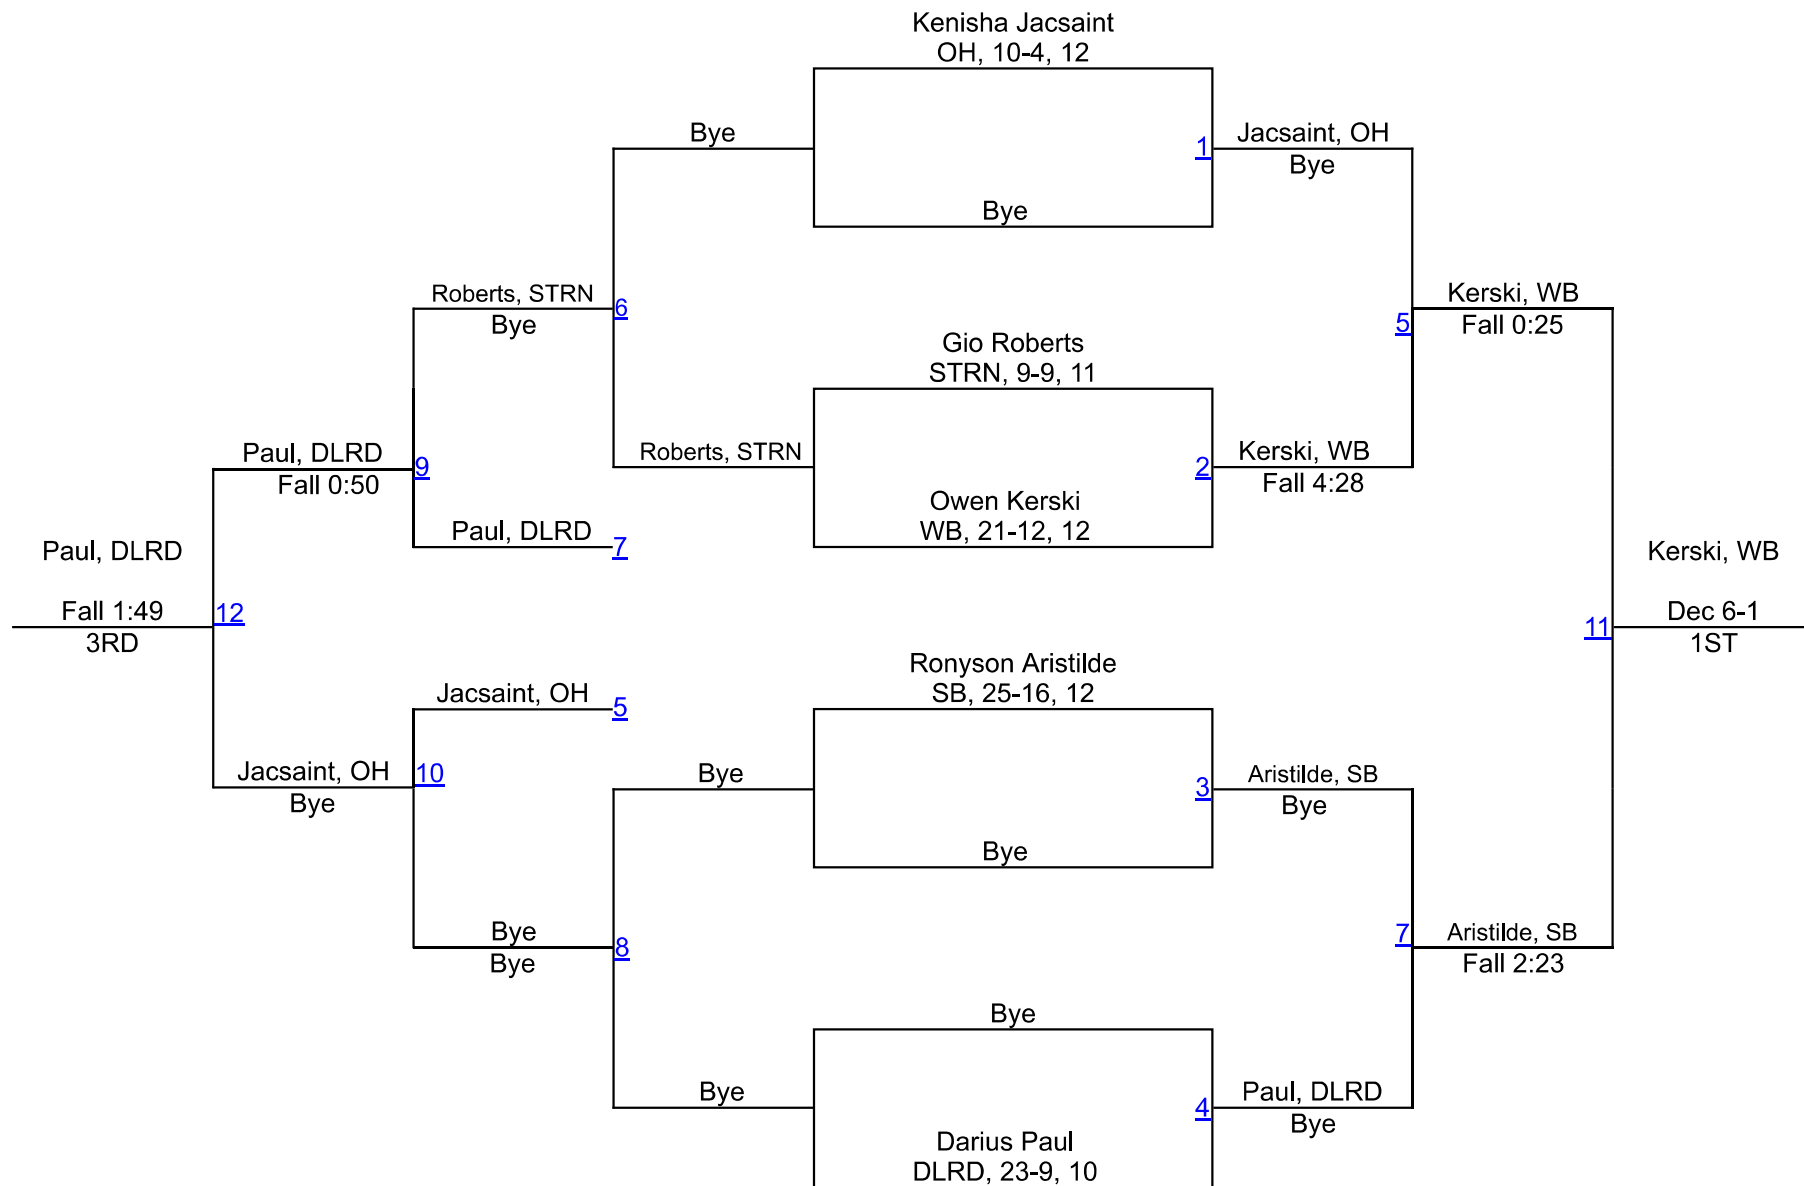 Kenisha Jacsaint
OH, 10-4, 12
Bye
1
Jacsaint, OH
Bye
Bye
Roberts, STRN
Bye
6
Kerski, WB
Fall 0:25
5
Gio Roberts
STRN, 9-9, 11
Paul, DLRD
Fall 0:50
9
Roberts, STRN
2
Kerski, WB
Fall 4:28
Owen Kerski
WB, 21-12, 12
Paul, DLRD
7
Paul, DLRD
Fall 1:49
3RD
12
Kerski, WB
Dec 6-1
1ST
11
Ronyson Aristilde
SB, 25-16, 12
Jacsaint, OH
5
Jacsaint, OH
Bye
10
Bye
3
Aristilde, SB
Bye
Bye
Bye
Bye
8
7
Aristilde, SB
Fall 2:23
Bye
Bye
4
Paul, DLRD
Bye
Darius Paul
DLRD, 23-9, 10